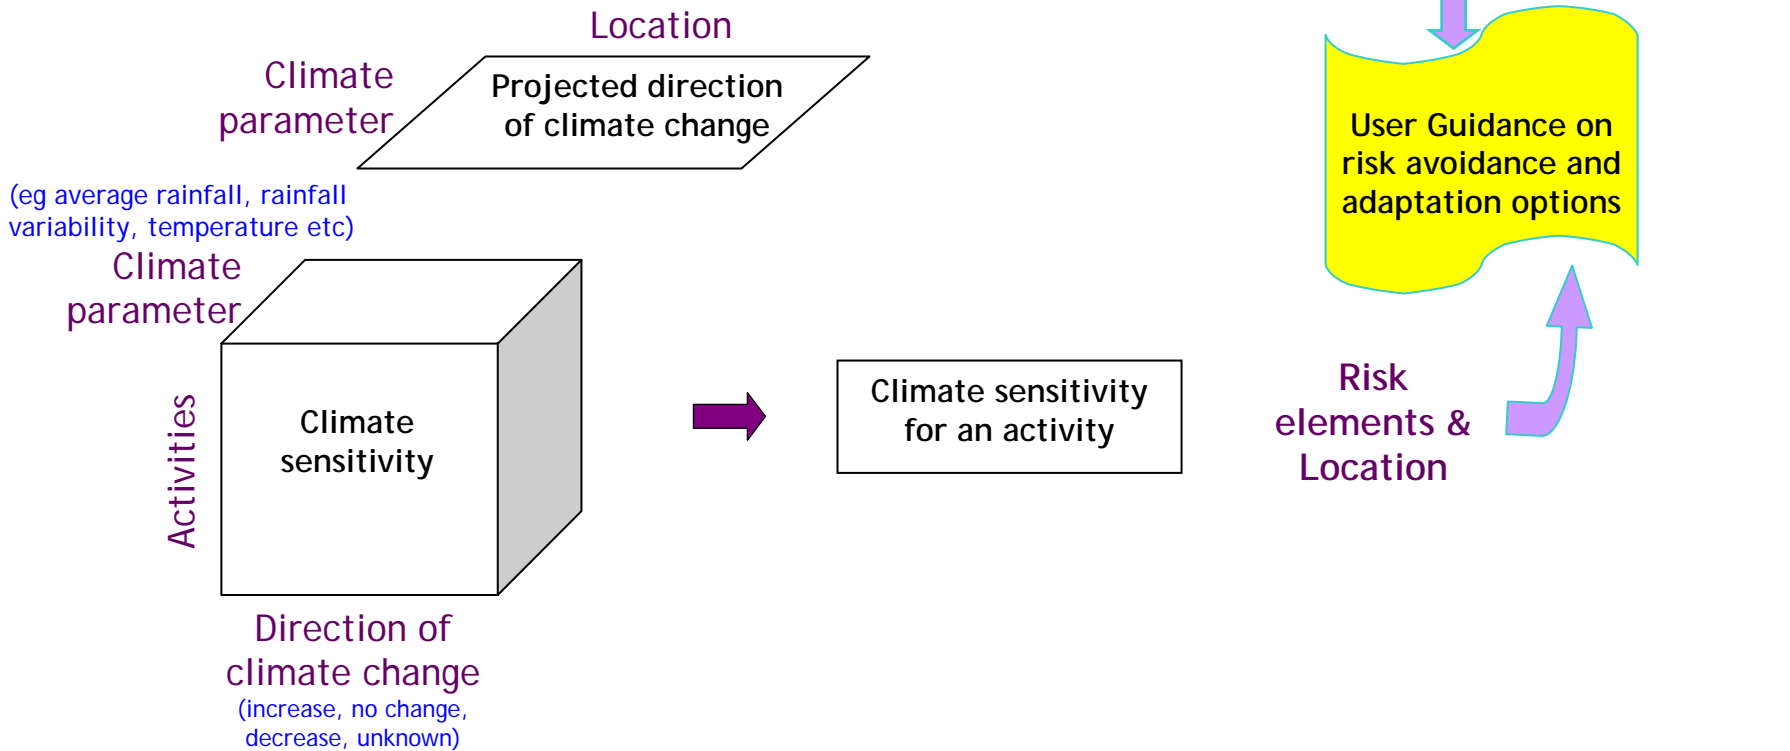 Location
Climate
parameter
Projected direction
of climate change
(eg average rainfall, rainfall
variability, temperature etc)
Climate
parameter
Activities
Climate
sensitivity
Direction of
climate change
(increase, no change,
decrease, unknown)
Climate sensitivity
for an activity
User Guidance on
risk avoidance and
adaptation options
Risk
elements &
Location